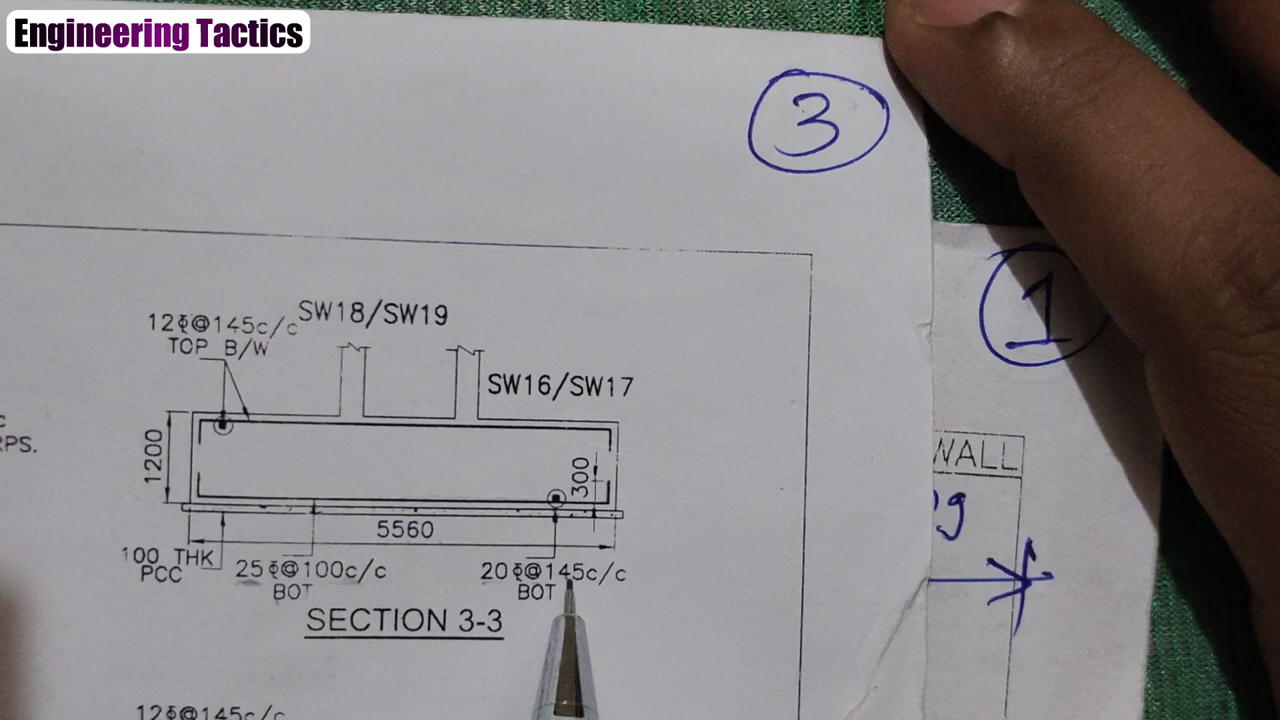 Engineering Tactics
3
1
12Φ@145c/c
TOP B/W
SW18/SW19
SW16/SW17
RPS.
WALL
1200
300
5560
100 THK
PCC
25Φ@100c/c
BOT
20Φ@145c/c
BOT
SECTION 3-3
12Φ@145c/c